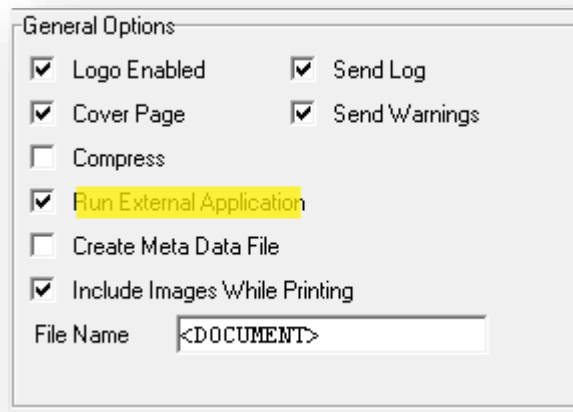 General Options
Logo Enabled Send Log
Cover Page Send Warnings
Compress
Run External Application
Create Meta Data File
Include Images While Printing
File Name <DOCUMENT>